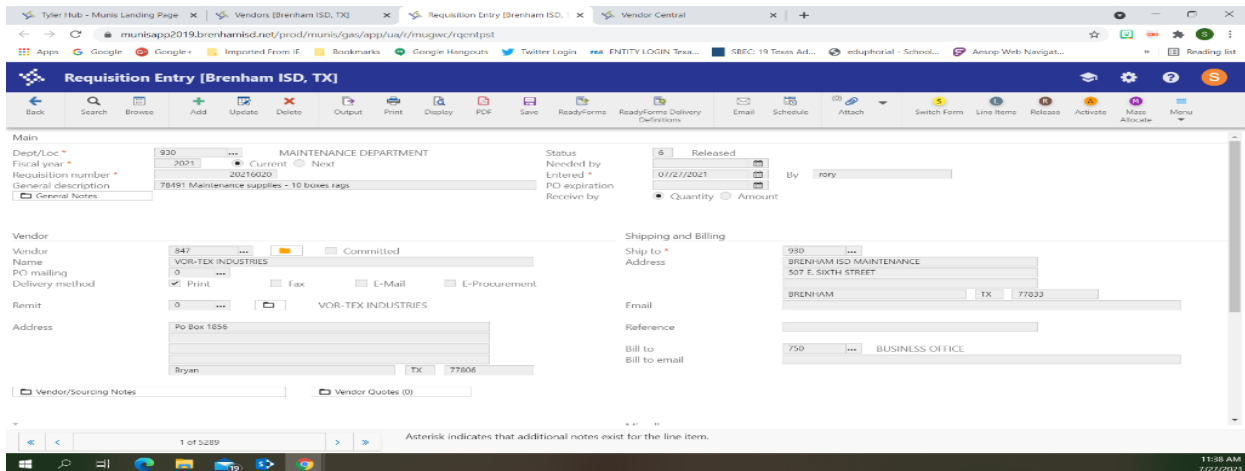 Tyler Hub - Munis Landing Page × Vendors [Brenham ISD, TX] × Requisition Entry [Brenham ISD, × Vendor Central × +
munisapp2019.brenhamisd.net/prod/munis/gas/app/ua/r/mugwc/rqentpst
Apps Google Google+ Imported From IE Bookmarks Google Hangouts Twitter Login ENTITY LOGIN Texa... SBEC: 19 Texas Ad... eduphoria! - School... Aesop Web Navigat... » Reading list
Requisition Entry [Brenham ISD, TX] S
Back Search Browse Add Update Delete Output Print Display PDF Save ReadyForms ReadyForms Delivery Definitions Email Schedule (0) Attach Switch Form Line Items Release Activate Mass Allocate Menu
Main
Dept/Loc * 930 ... MAINTENANCE DEPARTMENT Status 6 Released
Fiscal year * 2021 Current Next Needed by
Requisition number * 20216020 Entered * 07/27/2021 By rory
General description 78491 Maintenance supplies - 10 boxes rags PO expiration
General Notes Receive by Quantity Amount
Vendor Shipping and Billing
Vendor 847 ... Committed Ship to * 930 ...
Name VOR-TEX INDUSTRIES Address BRENHAM ISD MAINTENANCE
PO mailing 0 ... 507 E. SIXTH STREET
Delivery method Print Fax E-Mail E-Procurement
BRENHAM TX 77833
Remit 0 ... VOR-TEX INDUSTRIES Email
Address Po Box 1856 Reference
Bill to 750 ... BUSINESS OFFICE
Bill to email
Bryan TX 77806
Vendor/Sourcing Notes Vendor Quotes (0)
« < 1 of 5289 > » Asterisk indicates that additional notes exist for the line item.
19 11:38 AM
7/27/2021